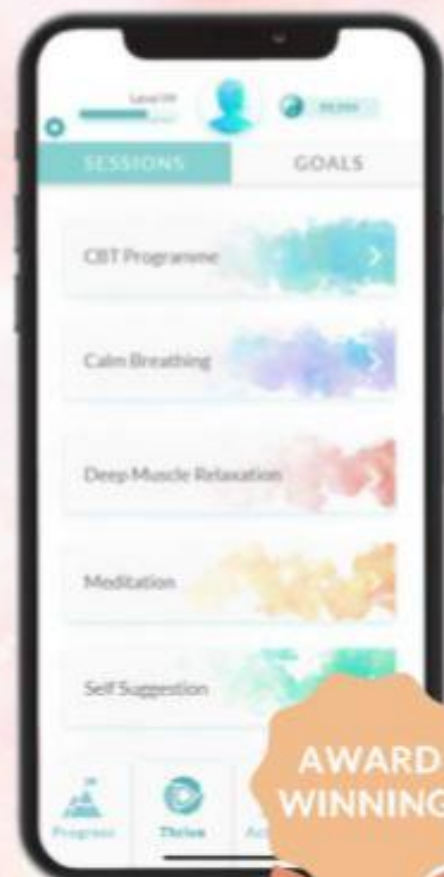 SESSIONS
GOALS
CBT Programme
Calm Breathing
Deep Muscle Relaxation
Meditation
Self Suggestion
Progress
Thrive
AWARD
WINNING